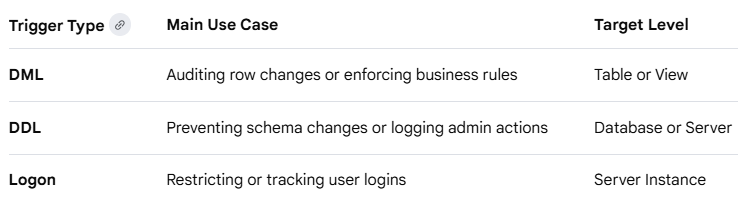 Trigger Type Main Use Case Target Level
DML Auditing row changes or enforcing business rules Table or View
DDL Preventing schema changes or logging admin actions Database or Server
Logon Restricting or tracking user logins Server Instance